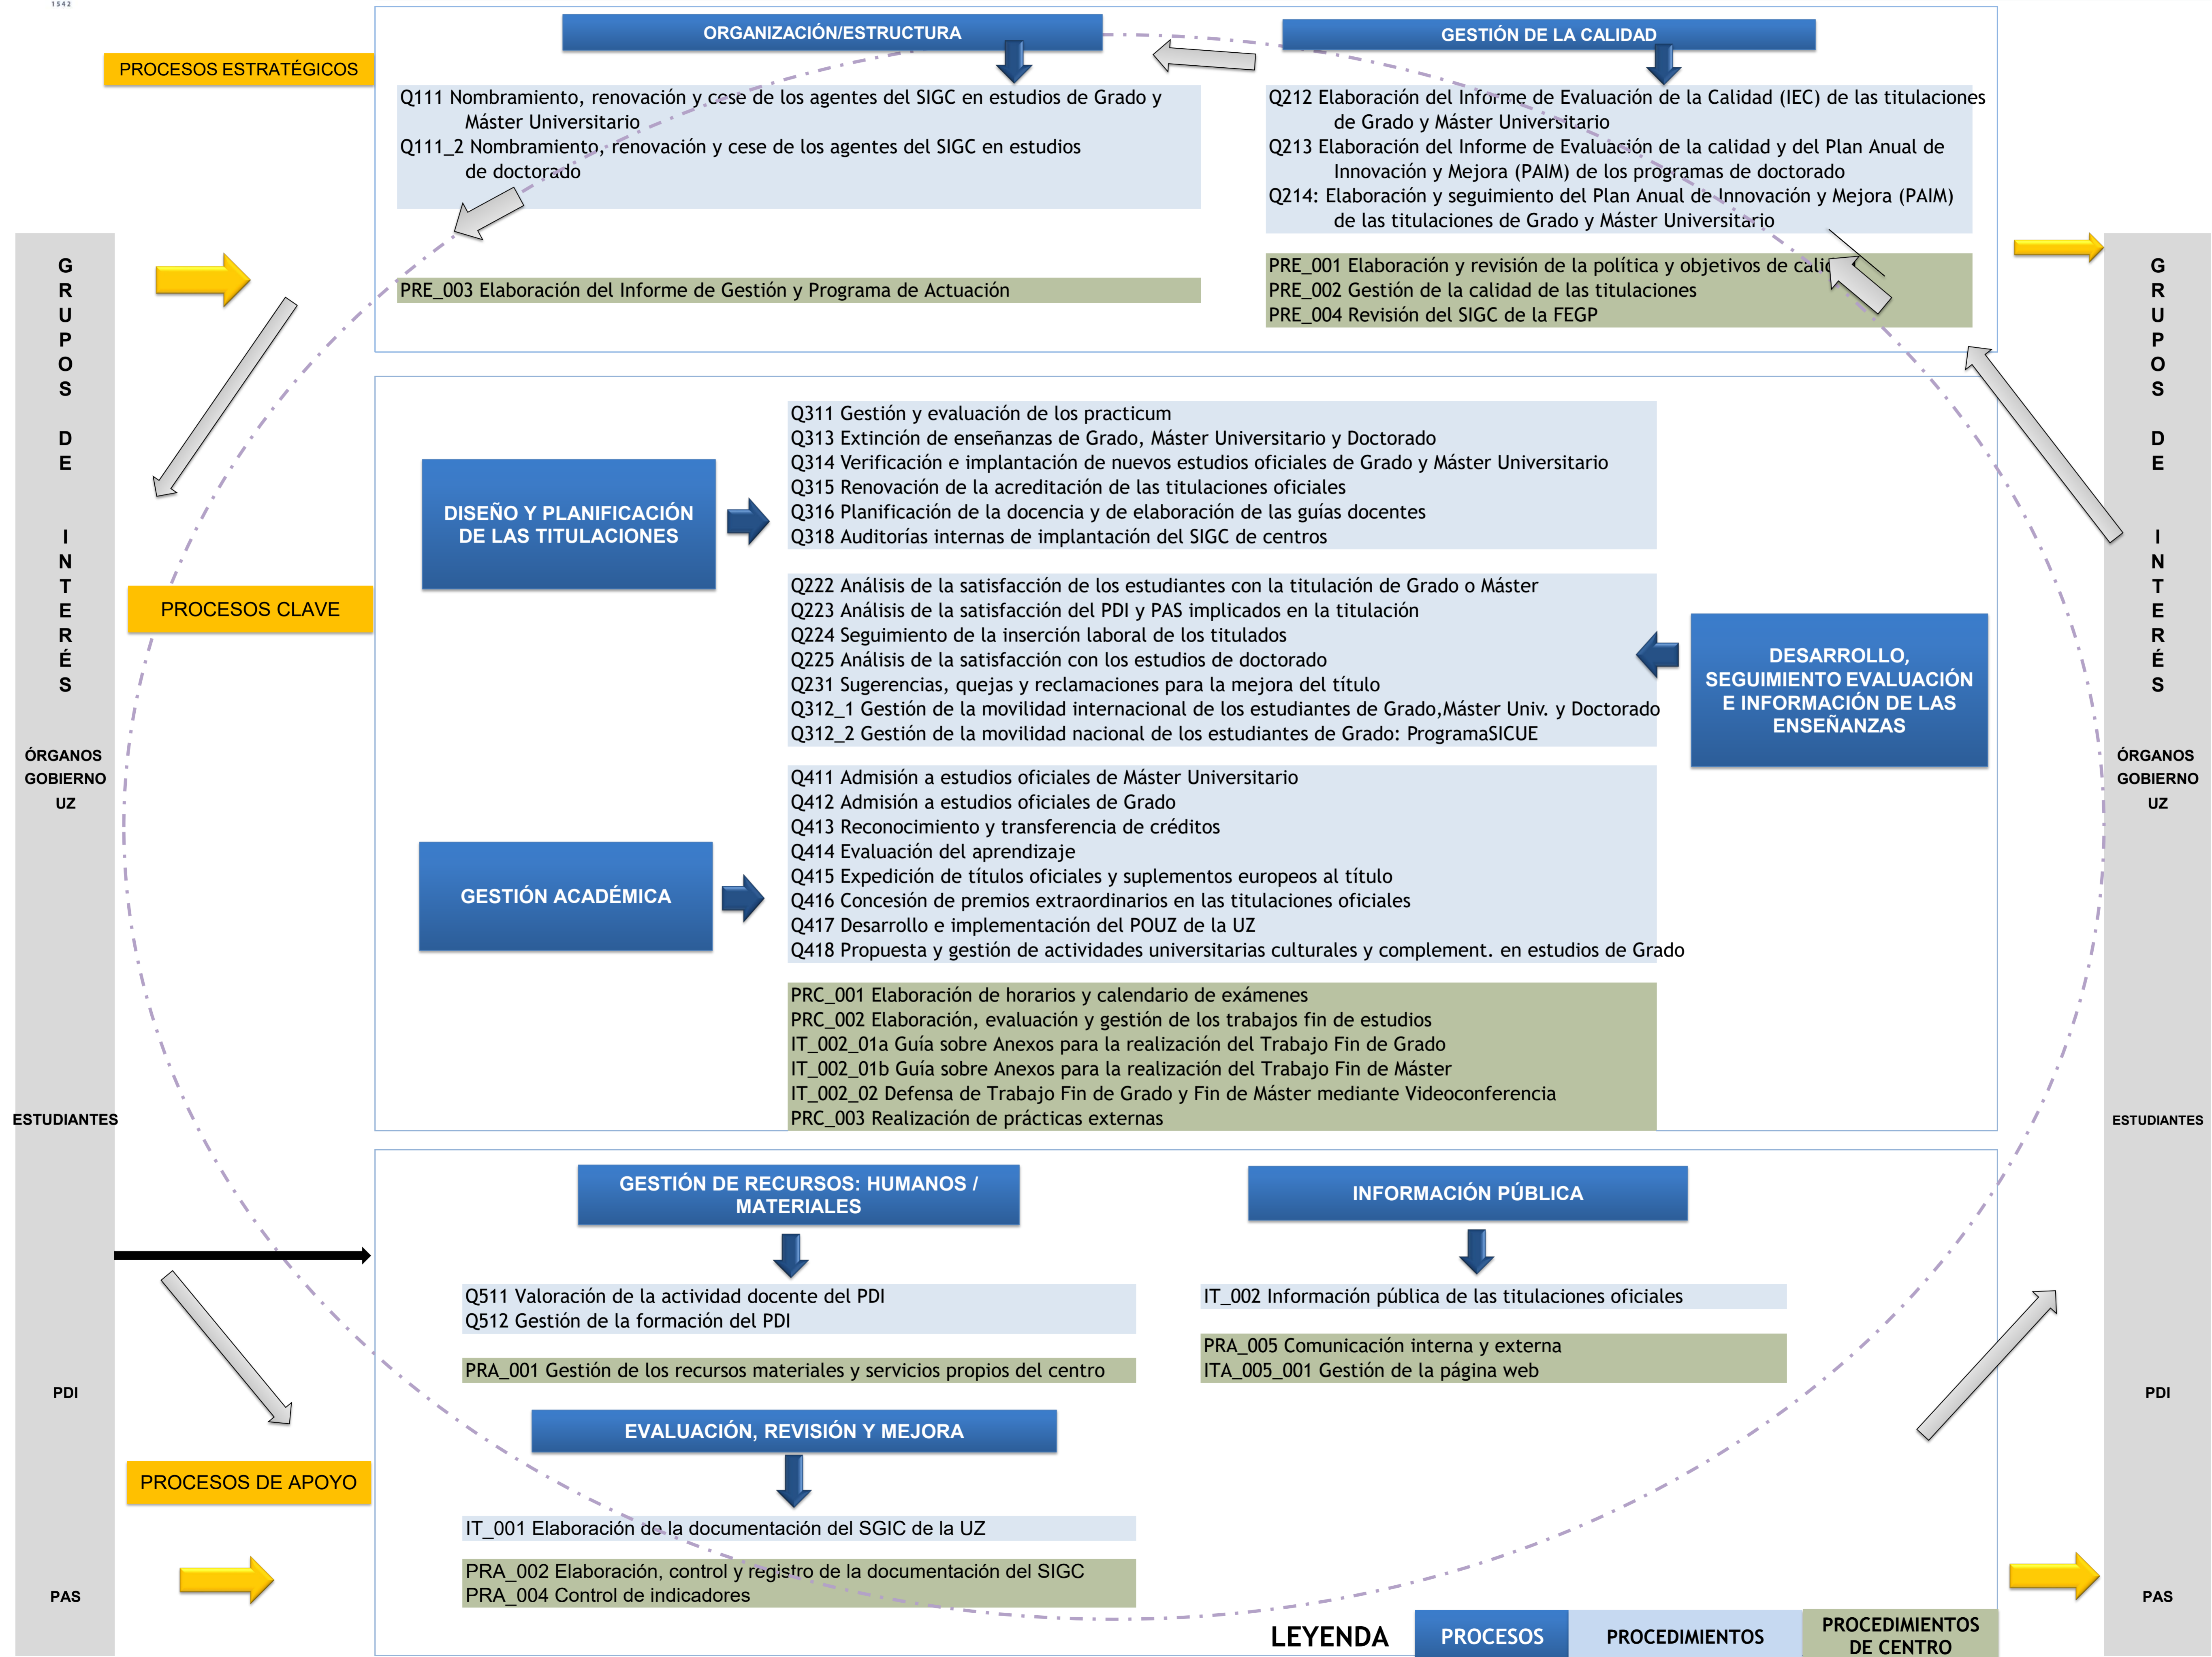 1542
PROCESOS ESTRATÉGICOS
ORGANIZACIÓN/ESTRUCTURA
Q111 Nombramiento, renovación y cese de los agentes del SIGC en estudios de Grado y
Máster Universitario
Q111_2 Nombramiento, renovación y cese de los agentes del SIGC en estudios
de doctorado
PRE_003 Elaboración del Informe de Gestión y Programa de Actuación
GESTIÓN DE LA CALIDAD
Q212 Elaboración del Informe de Evaluación de la Calidad (IEC) de las titulaciones
de Grado y Máster Universitario
Q213 Elaboración del Informe de Evaluación de la calidad y del Plan Anual de
Innovación y Mejora (PAIM) de los programas de doctorado
Q214: Elaboración y seguimiento del Plan Anual de Innovación y Mejora (PAIM)
de las titulaciones de Grado y Máster Universitario
PRE_001 Elaboración y revisión de la política y objetivos de calid
PRE_002 Gestión de la calidad de las titulaciones
PRE_004 Revisión del SIGC de la FEGP
GRUPOS DE INTERÉS
ÓRGANOS
GOBIERNO
UZ
ESTUDIANTES
PDI
PAS
PROCESOS CLAVE
DISEÑO Y PLANIFICACIÓN
DE LAS TITULACIONES
Q311 Gestión y evaluación de los practicum
Q313 Extinción de enseñanzas de Grado, Máster Universitario y Doctorado
Q314 Verificación e implantación de nuevos estudios oficiales de Grado y Máster Universitario
Q315 Renovación de la acreditación de las titulaciones oficiales
Q316 Planificación de la docencia y de elaboración de las guías docentes
Q318 Auditorías internas de implantación del SIGC de centros
Q222 Análisis de la satisfacción de los estudiantes con la titulación de Grado o Máster
Q223 Análisis de la satisfacción del PDI y PAS implicados en la titulación
Q224 Seguimiento de la inserción laboral de los titulados
Q225 Análisis de la satisfacción con los estudios de doctorado
Q231 Sugerencias, quejas y reclamaciones para la mejora del título
Q312_1 Gestión de la movilidad internacional de los estudiantes de Grado,Máster Univ. y Doctorado
Q312_2 Gestión de la movilidad nacional de los estudiantes de Grado: ProgramaSICUE
DESARROLLO,
SEGUIMIENTO EVALUACIÓN
E INFORMACIÓN DE LAS
ENSEÑANZAS
GESTIÓN ACADÉMICA
Q411 Admisión a estudios oficiales de Máster Universitario
Q412 Admisión a estudios oficiales de Grado
Q413 Reconocimiento y transferencia de créditos
Q414 Evaluación del aprendizaje
Q415 Expedición de títulos oficiales y suplementos europeos al título
Q416 Concesión de premios extraordinarios en las titulaciones oficiales
Q417 Desarrollo e implementación del POUZ de la UZ
Q418 Propuesta y gestión de actividades universitarias culturales y complement. en estudios de Grado
PRC_001 Elaboración de horarios y calendario de exámenes
PRC_002 Elaboración, evaluación y gestión de los trabajos fin de estudios
IT_002_01a Guía sobre Anexos para la realización del Trabajo Fin de Grado
IT_002_01b Guía sobre Anexos para la realización del Trabajo Fin de Máster
IT_002_02 Defensa de Trabajo Fin de Grado y Fin de Máster mediante Videoconferencia
PRC_003 Realización de prácticas externas
PROCESOS DE APOYO
GESTIÓN DE RECURSOS: HUMANOS /
MATERIALES
Q511 Valoración de la actividad docente del PDI
Q512 Gestión de la formación del PDI
PRA_001 Gestión de los recursos materiales y servicios propios del centro
INFORMACIÓN PÚBLICA
IT_002 Información pública de las titulaciones oficiales
PRA_005 Comunicación interna y externa
ITA_005_001 Gestión de la página web
EVALUACIÓN, REVISIÓN Y MEJORA
IT_001 Elaboración de la documentación del SGIC de la UZ
PRA_002 Elaboración, control y registro de la documentación del SIGC
PRA_004 Control de indicadores
GRUPOS DE INTERÉS
ÓRGANOS
GOBIERNO
UZ
ESTUDIANTES
PDI
PAS
LEYENDA
PROCESOS
PROCEDIMIENTOS
PROCEDIMIENTOS
DE CENTRO